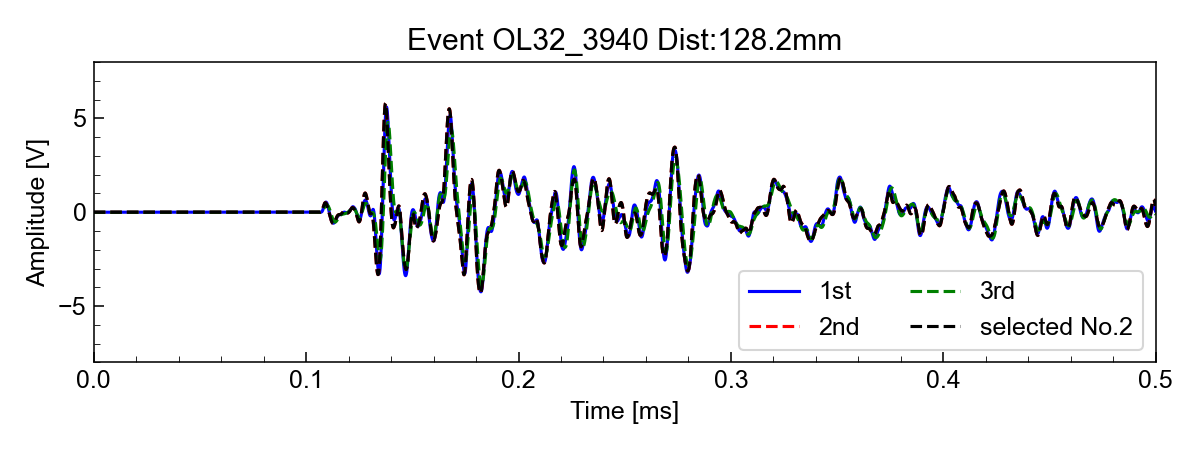 Event OL32_3940 Dist:128.2mm
Amplitude [V]
5
0
−5
1st
2nd
3rd
selected No.2
0.0 0.1 0.2 0.3 0.4 0.5
Time [ms]